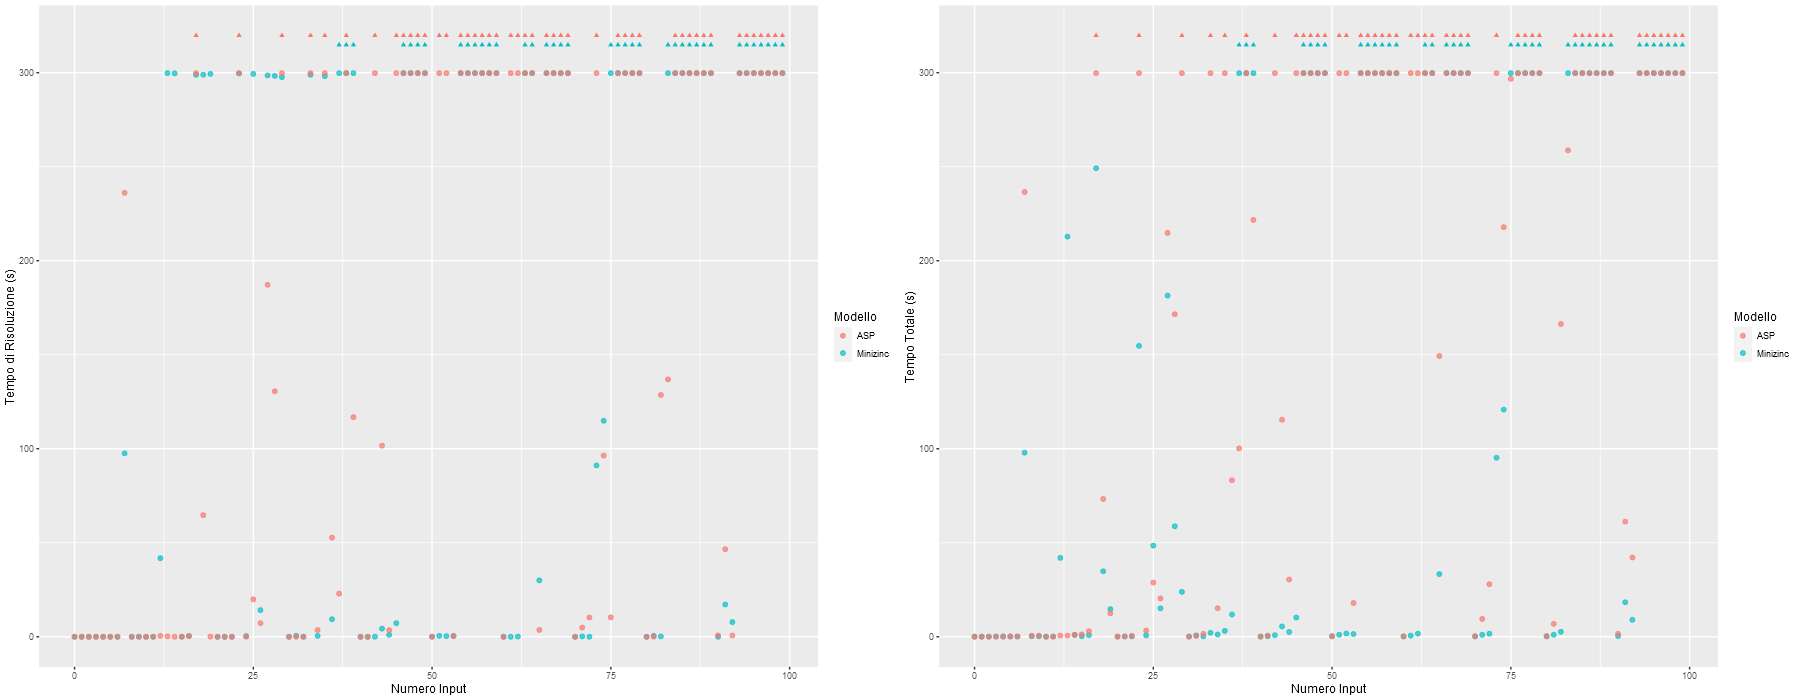 Tempo di Risoluzione (s)
300
200
100
0
0 25 50 75 100
Numero Input
Modello
ASP
Minizinc
Tempo Totale (s)
300
200
100
0
0 25 50 75 100
Numero Input
Modello
ASP
Minizinc